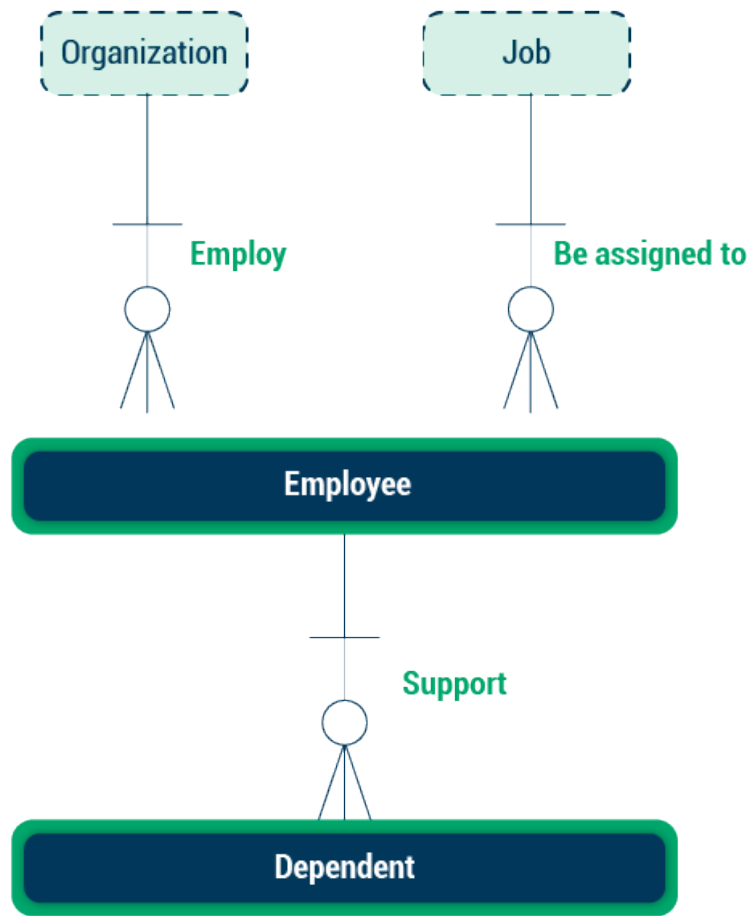 Organization
Job
Employ
Be assigned to
Employee
Support
Dependent